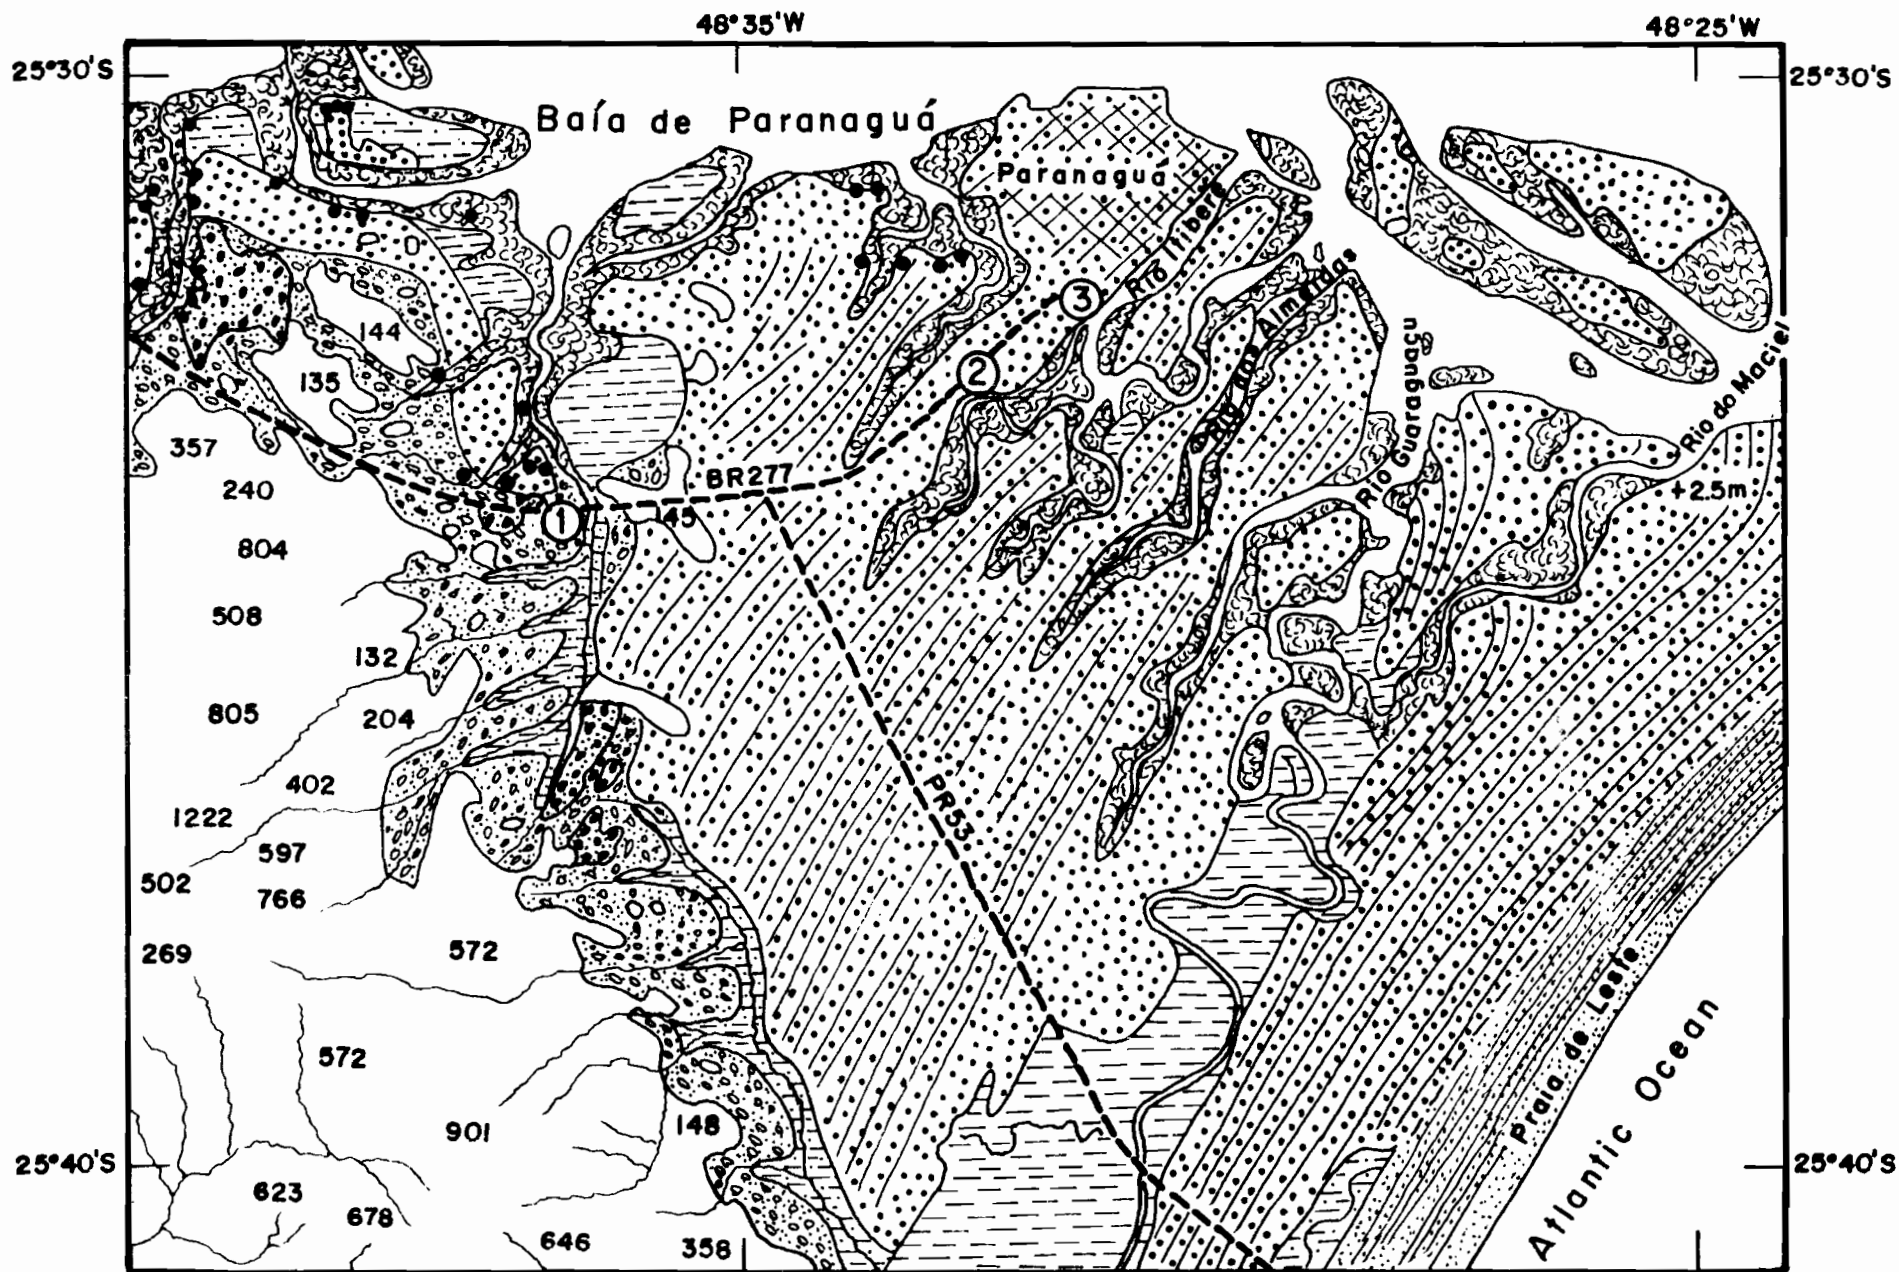 48°35'W
48°25'W
25°30'S
25°30'S
Baía de Paranaguá
Paranaguá
Rio Itiberê
Rio dos Almeidas
Rio Guaraguaçu
Rio do Maciel
144
135
3
2
357
240
BR277
+2.5m
1
145
804
508
132
805
204
402
1222
597
PR53
502
766
269
572
Praia de Leste
Atlantic Ocean
572
901
148
25°40'S
25°40'S
623
678
646
358